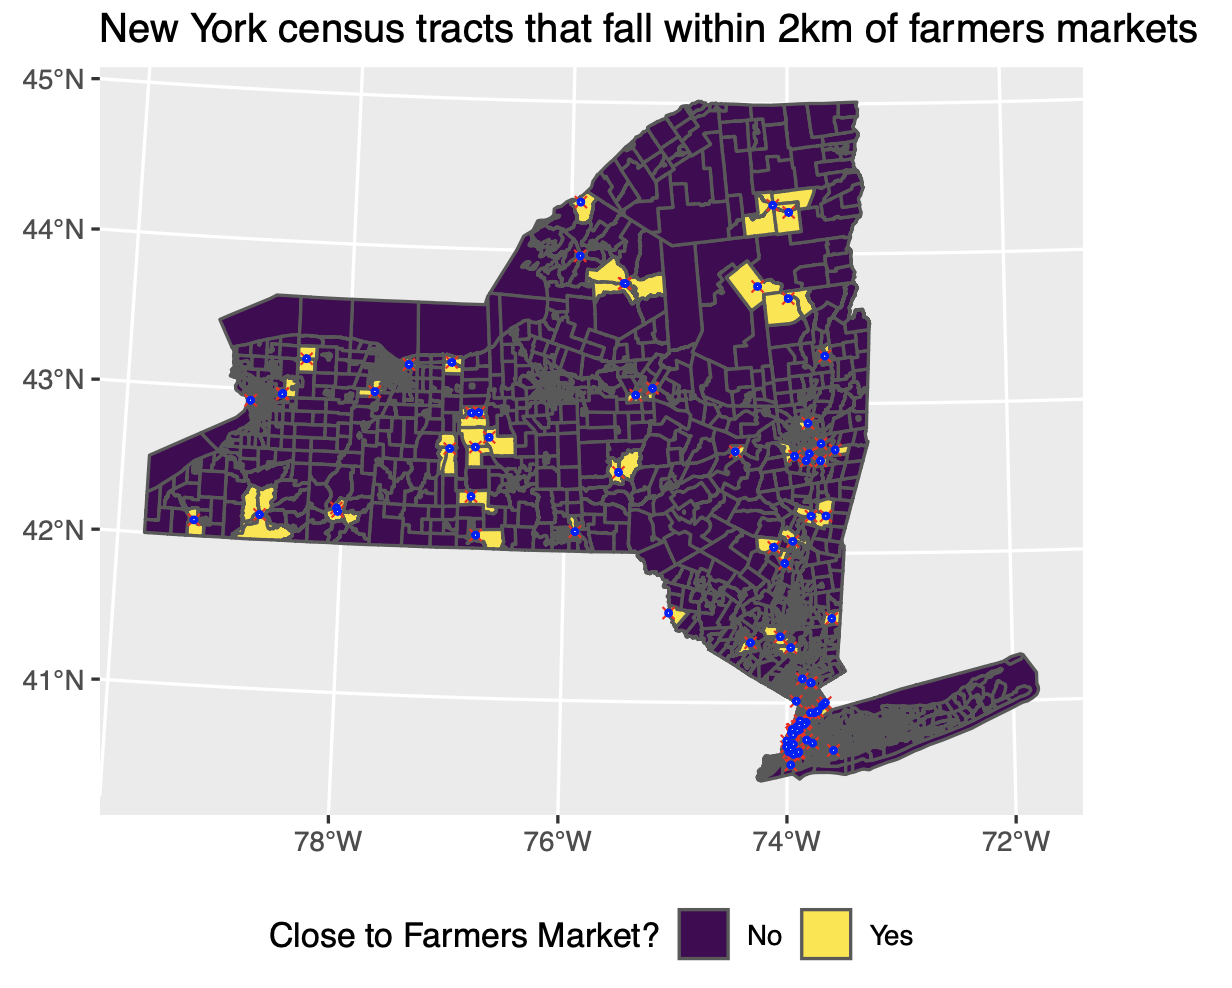 New York census tracts that fall within 2km of farmers markets
45°N
44°N
43°N
42°N
41°N
78°W 76°W 74°W 72°W
Close to Farmers Market? No Yes